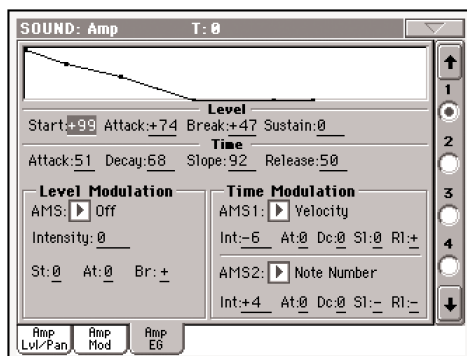 SOUND: Amp T: 0
Level
Start:+99 Attack:+74 Break:+47 Sustain:0
Time
Attack:51 Decay:68 Slope:92 Release:50
Level Modulation
AMS: Off
Intensity: 0
St:0 At:0 Br:+
Time Modulation
AMS1: Velocity
Int:-6 At:0 Dc:0 Sl:0 Rl:+
AMS2: Note Number
Int:+4 At:0 Dc:0 Sl:- Rl:-
1
2
3
4
Amp Lvl/Pan
Amp Mod
Amp EG